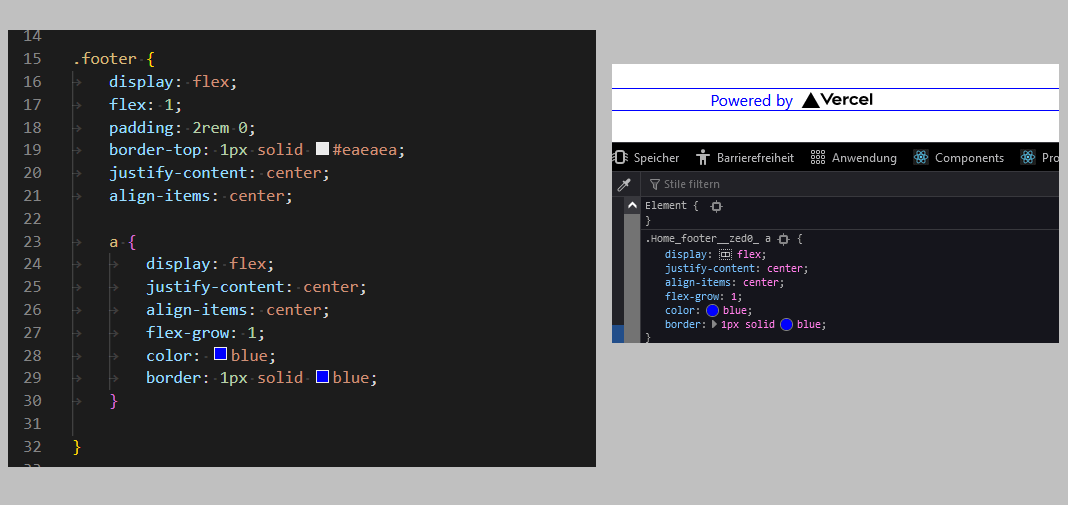 14
15 .footer {
16 display: flex;
17 flex: 1;
18 padding: 2rem 0;
19 border-top: 1px solid #eaeaea;
20 justify-content: center;
21 align-items: center;
22
23 a {
24 display: flex;
25 justify-content: center;
26 align-items: center;
27 flex-grow: 1;
28 color: blue;
29 border: 1px solid blue;
30 }
31
32 }
Powered by Vercel
Speicher Barrierefreiheit Anwendung Components Pro
Stile filtern
Element {
}
.Home_footer__zed0_ a {
display: flex;
justify-content: center;
align-items: center;
flex-grow: 1;
color: blue;
border: 1px solid blue;
}